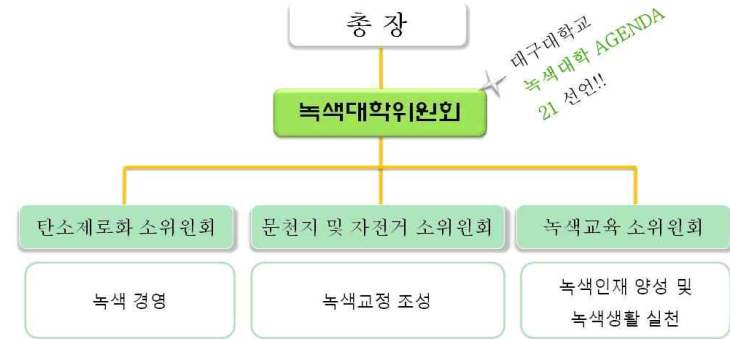 총 장
대구대학교
녹색대학 AGENDA
21 선언!!
녹색대학위원회
탄소제로화 소위원회
문천지 및 자전거 소위원회
녹색교육 소위원회
녹색 경영
녹색교정 조성
녹색인재 양성 및
녹색생활 실천